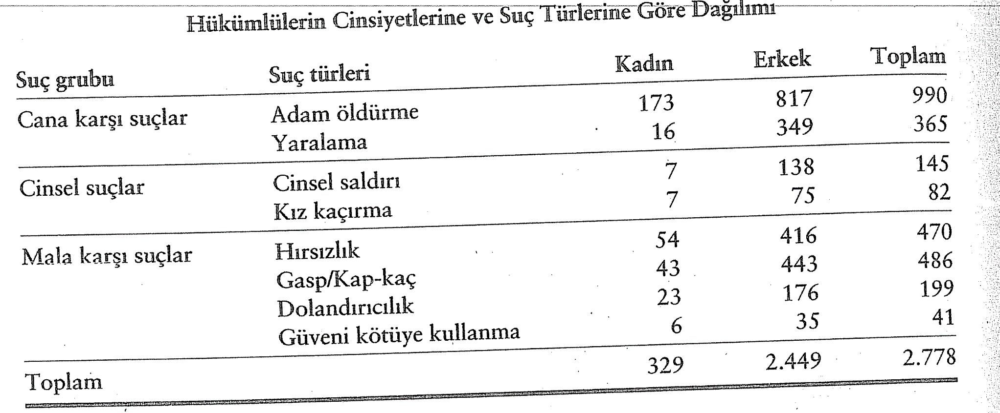 Hükümlülerin Cinsiyetlerine ve Suç Türlerine Göre Dağılımı
Suç grubu Suç türleri Kadın Erkek Toplam
Cana karşı suçlar Adam öldürme 173 817 990
Yaralama 16 349 365
Cinsel suçlar Cinsel saldırı 7 138 145
Kız kaçırma 7 75 82
Mala karşı suçlar Hırsızlık 54 416 470
Gasp/Kap-kaç 43 443 486
Dolandırıcılık 23 176 199
Güveni kötüye kullanma 6 35 41
Toplam 329 2.449 2.778